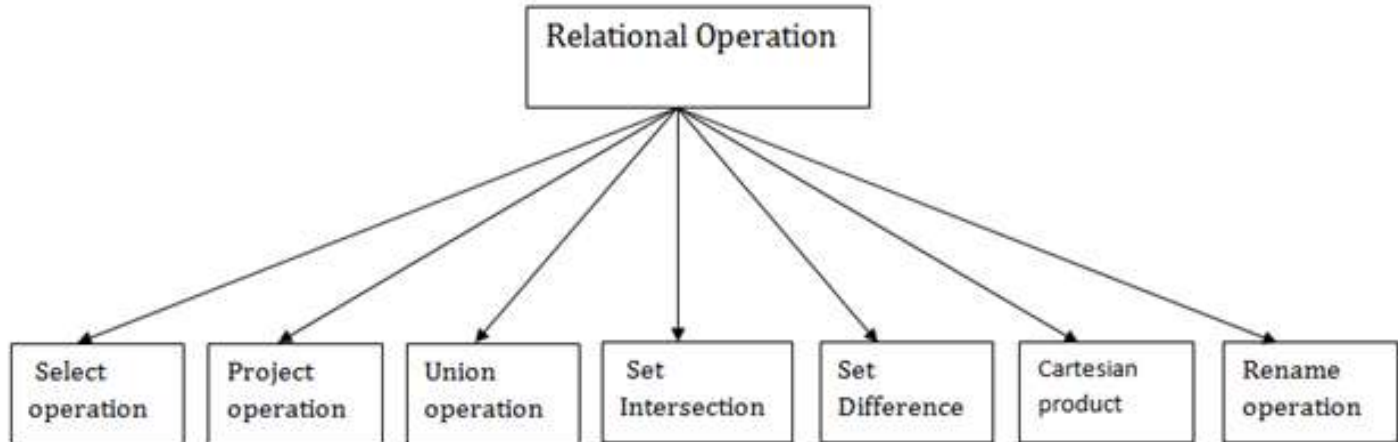 Relational Operation
Select
operation
Project
operation
Union
operation
Set
Intersection
Set
Difference
Cartesian
product
Rename
operation